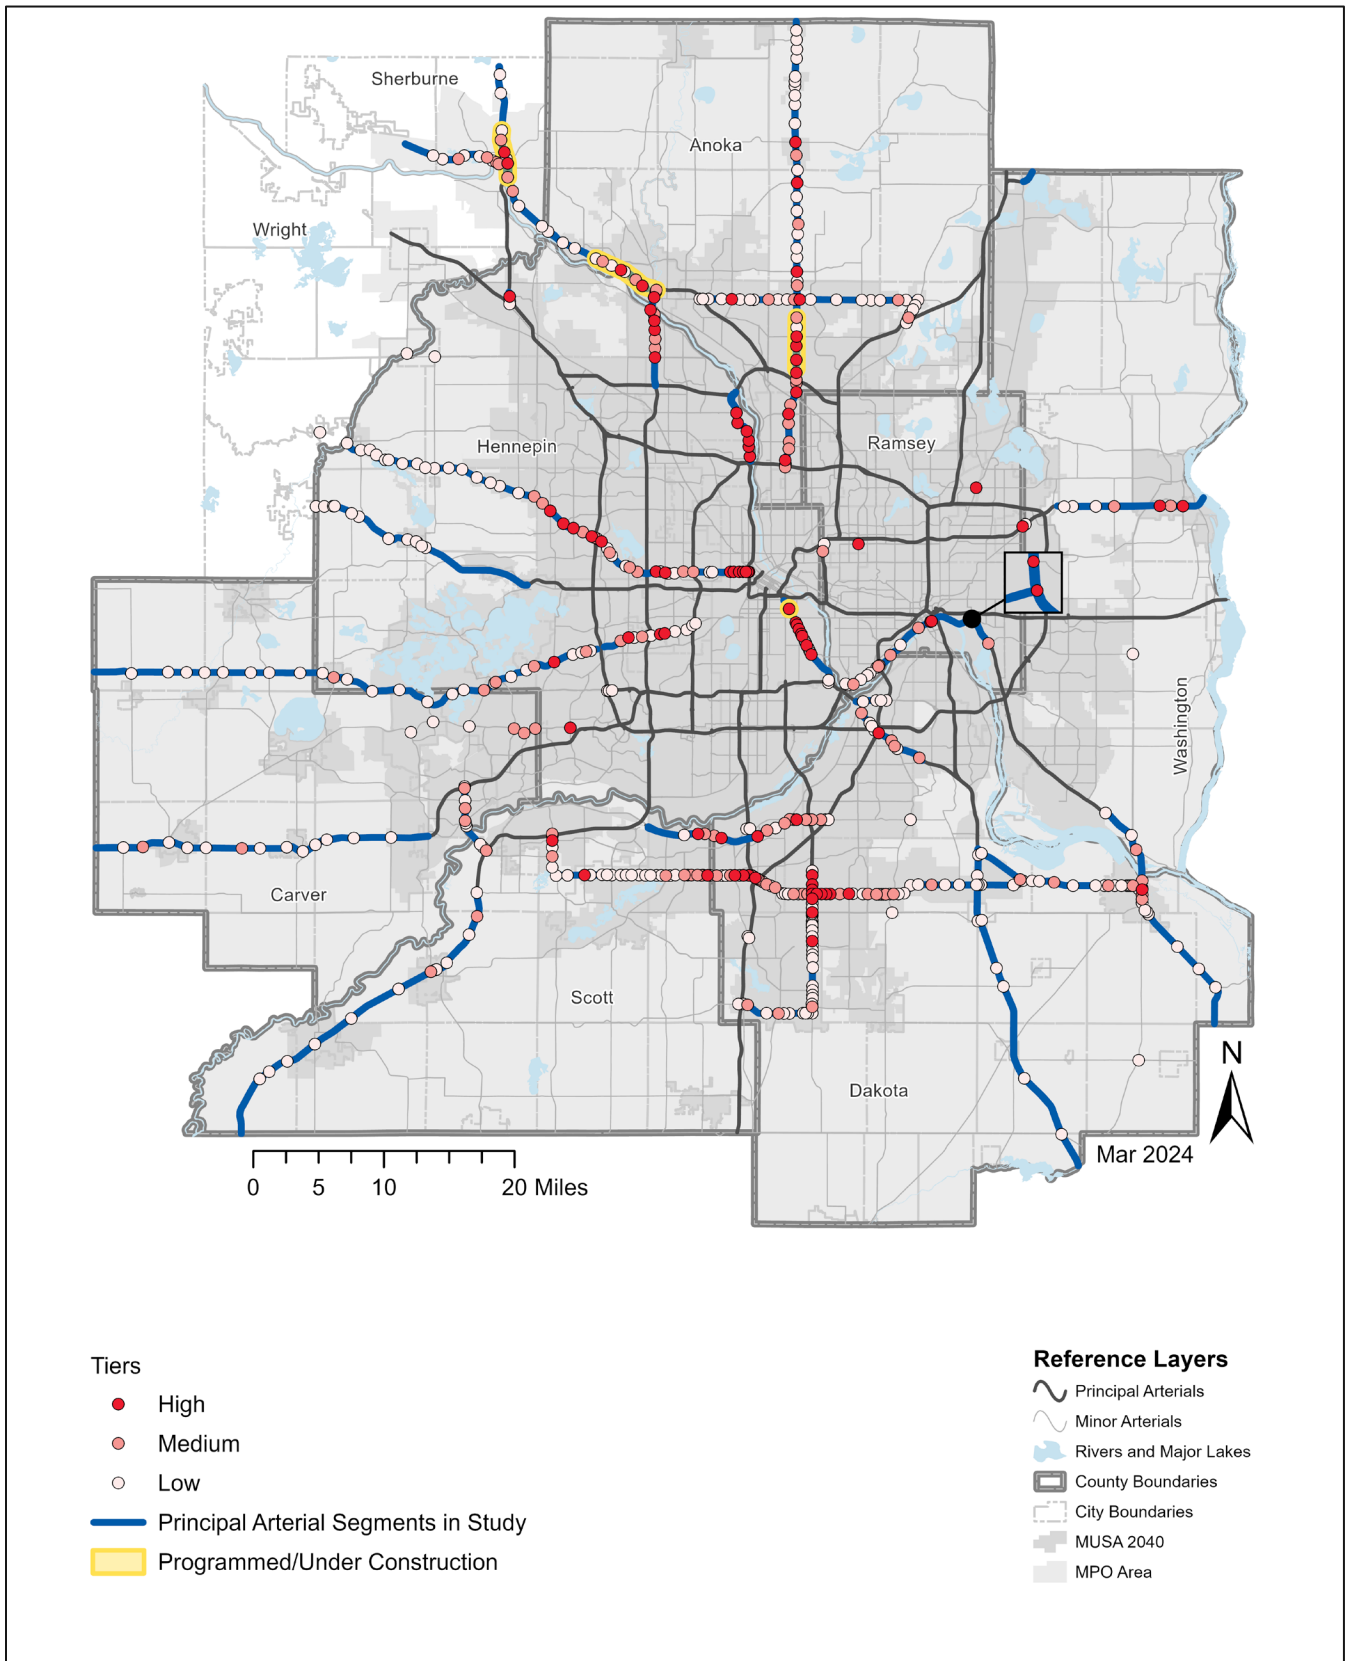 Sherburne
Anoka
Wright
Hennepin
Ramsey
Washington
Carver
Scott
Dakota
N
Mar 2024
0 5 10 20 Miles
Tiers
High
Medium
Low
Principal Arterial Segments in Study
Programmed/Under Construction
Reference Layers
Principal Arterials
Minor Arterials
Rivers and Major Lakes
County Boundaries
City Boundaries
MUSA 2040
MPO Area